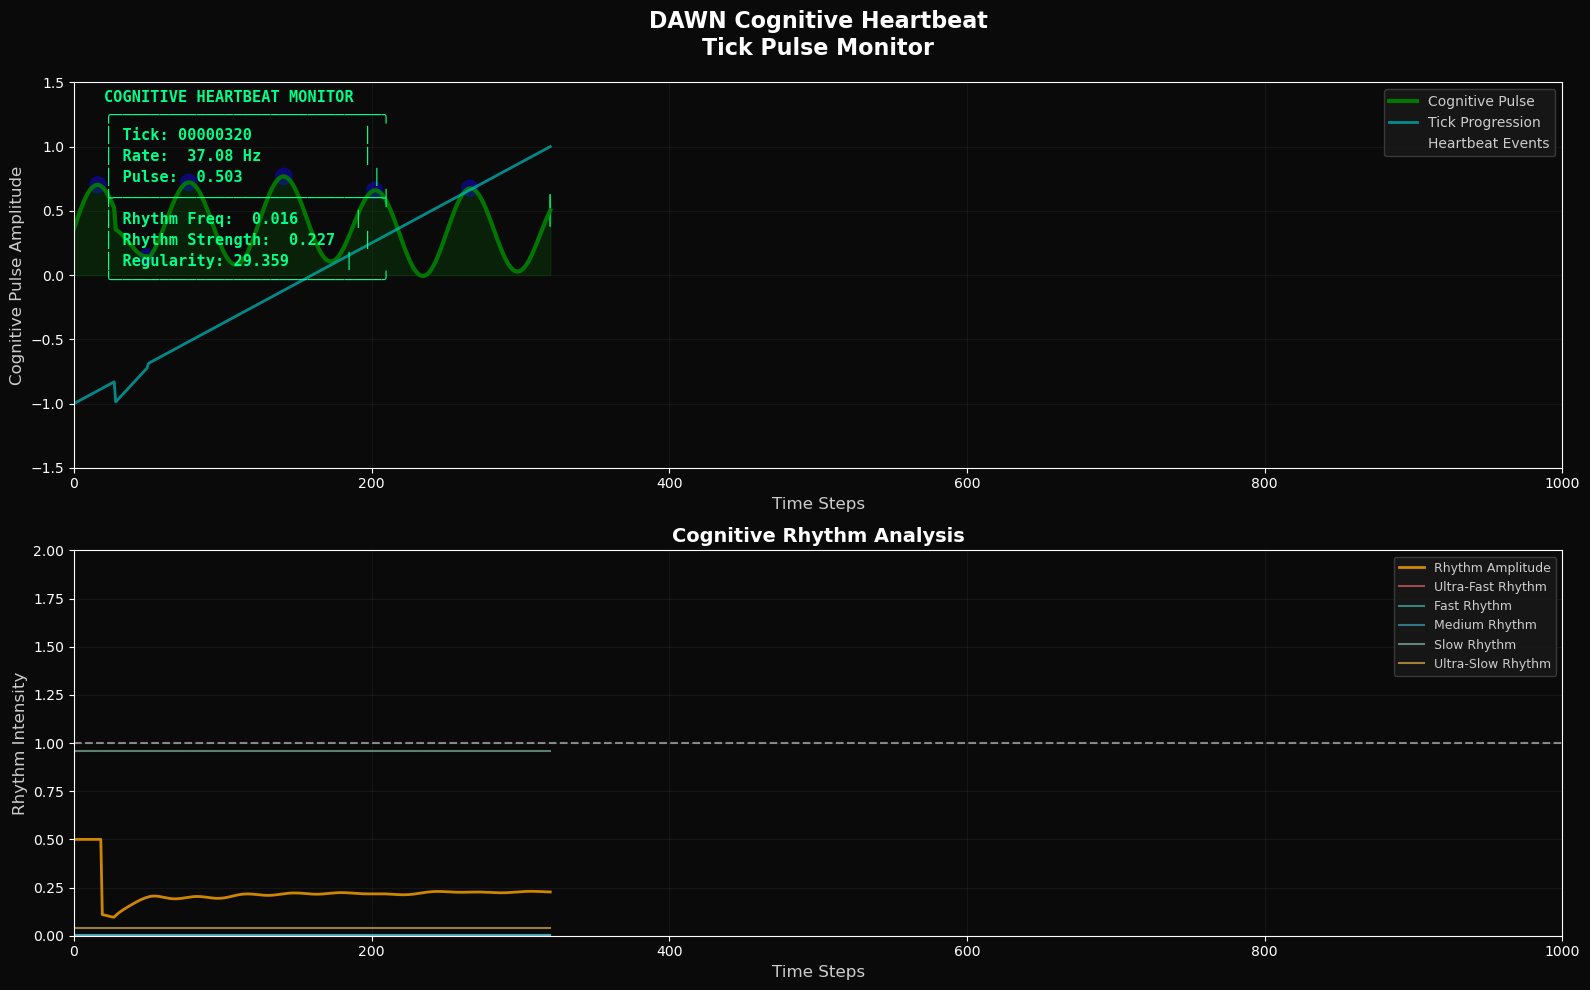 DAWN Cognitive Heartbeat
Tick Pulse Monitor
1.5
1.0
0.5
0.0
−0.5
−1.0
−1.5
Cognitive Pulse Amplitude
COGNITIVE HEARTBEAT MONITOR
Tick: 00000320
Rate:  37.08 Hz
Pulse:  0.503
Rhythm Freq:  0.016
Rhythm Strength:  0.227
Regularity: 29.359
Cognitive Pulse
Tick Progression
Heartbeat Events
0 200 400 600 800 1000
Time Steps
Cognitive Rhythm Analysis
2.00
1.75
1.50
1.25
1.00
0.75
0.50
0.25
0.00
Rhythm Intensity
Rhythm Amplitude
Ultra-Fast Rhythm
Fast Rhythm
Medium Rhythm
Slow Rhythm
Ultra-Slow Rhythm
0 200 400 600 800 1000
Time Steps